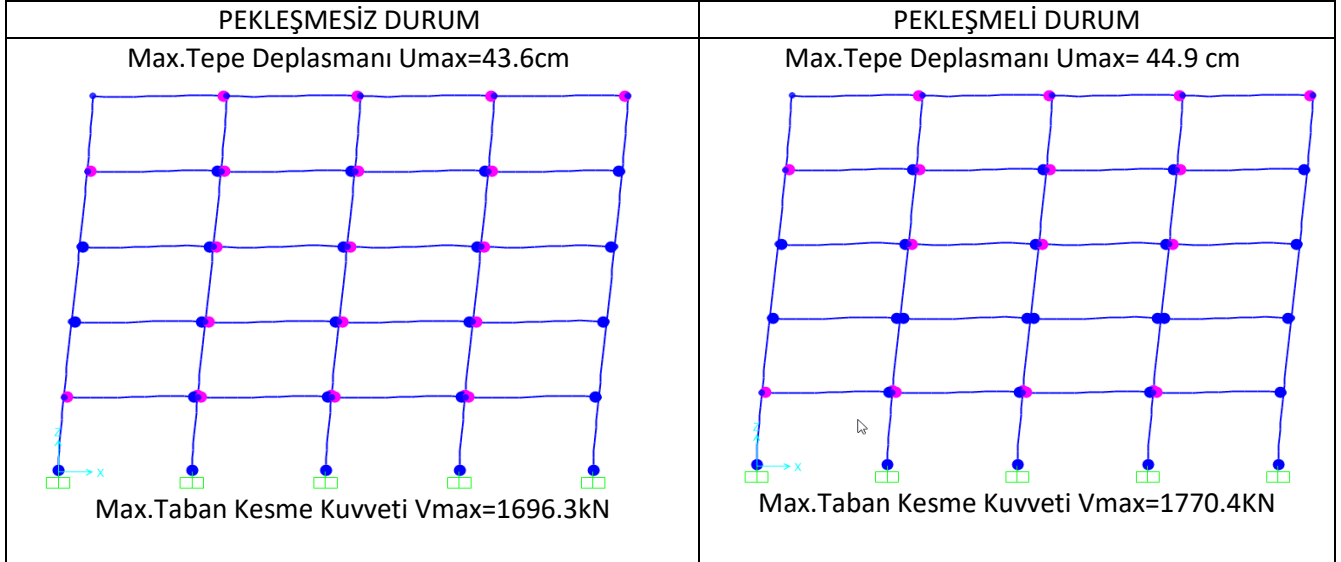 PEKLEŞMESİZ DURUM
Max.Tepe Deplasmanı Umax=43.6cm
Z
X
Max.Taban Kesme Kuvveti Vmax=1696.3kN
PEKLEŞMELİ DURUM
Max.Tepe Deplasmanı Umax= 44.9 cm
Z
X
Max.Taban Kesme Kuvveti Vmax=1770.4KN